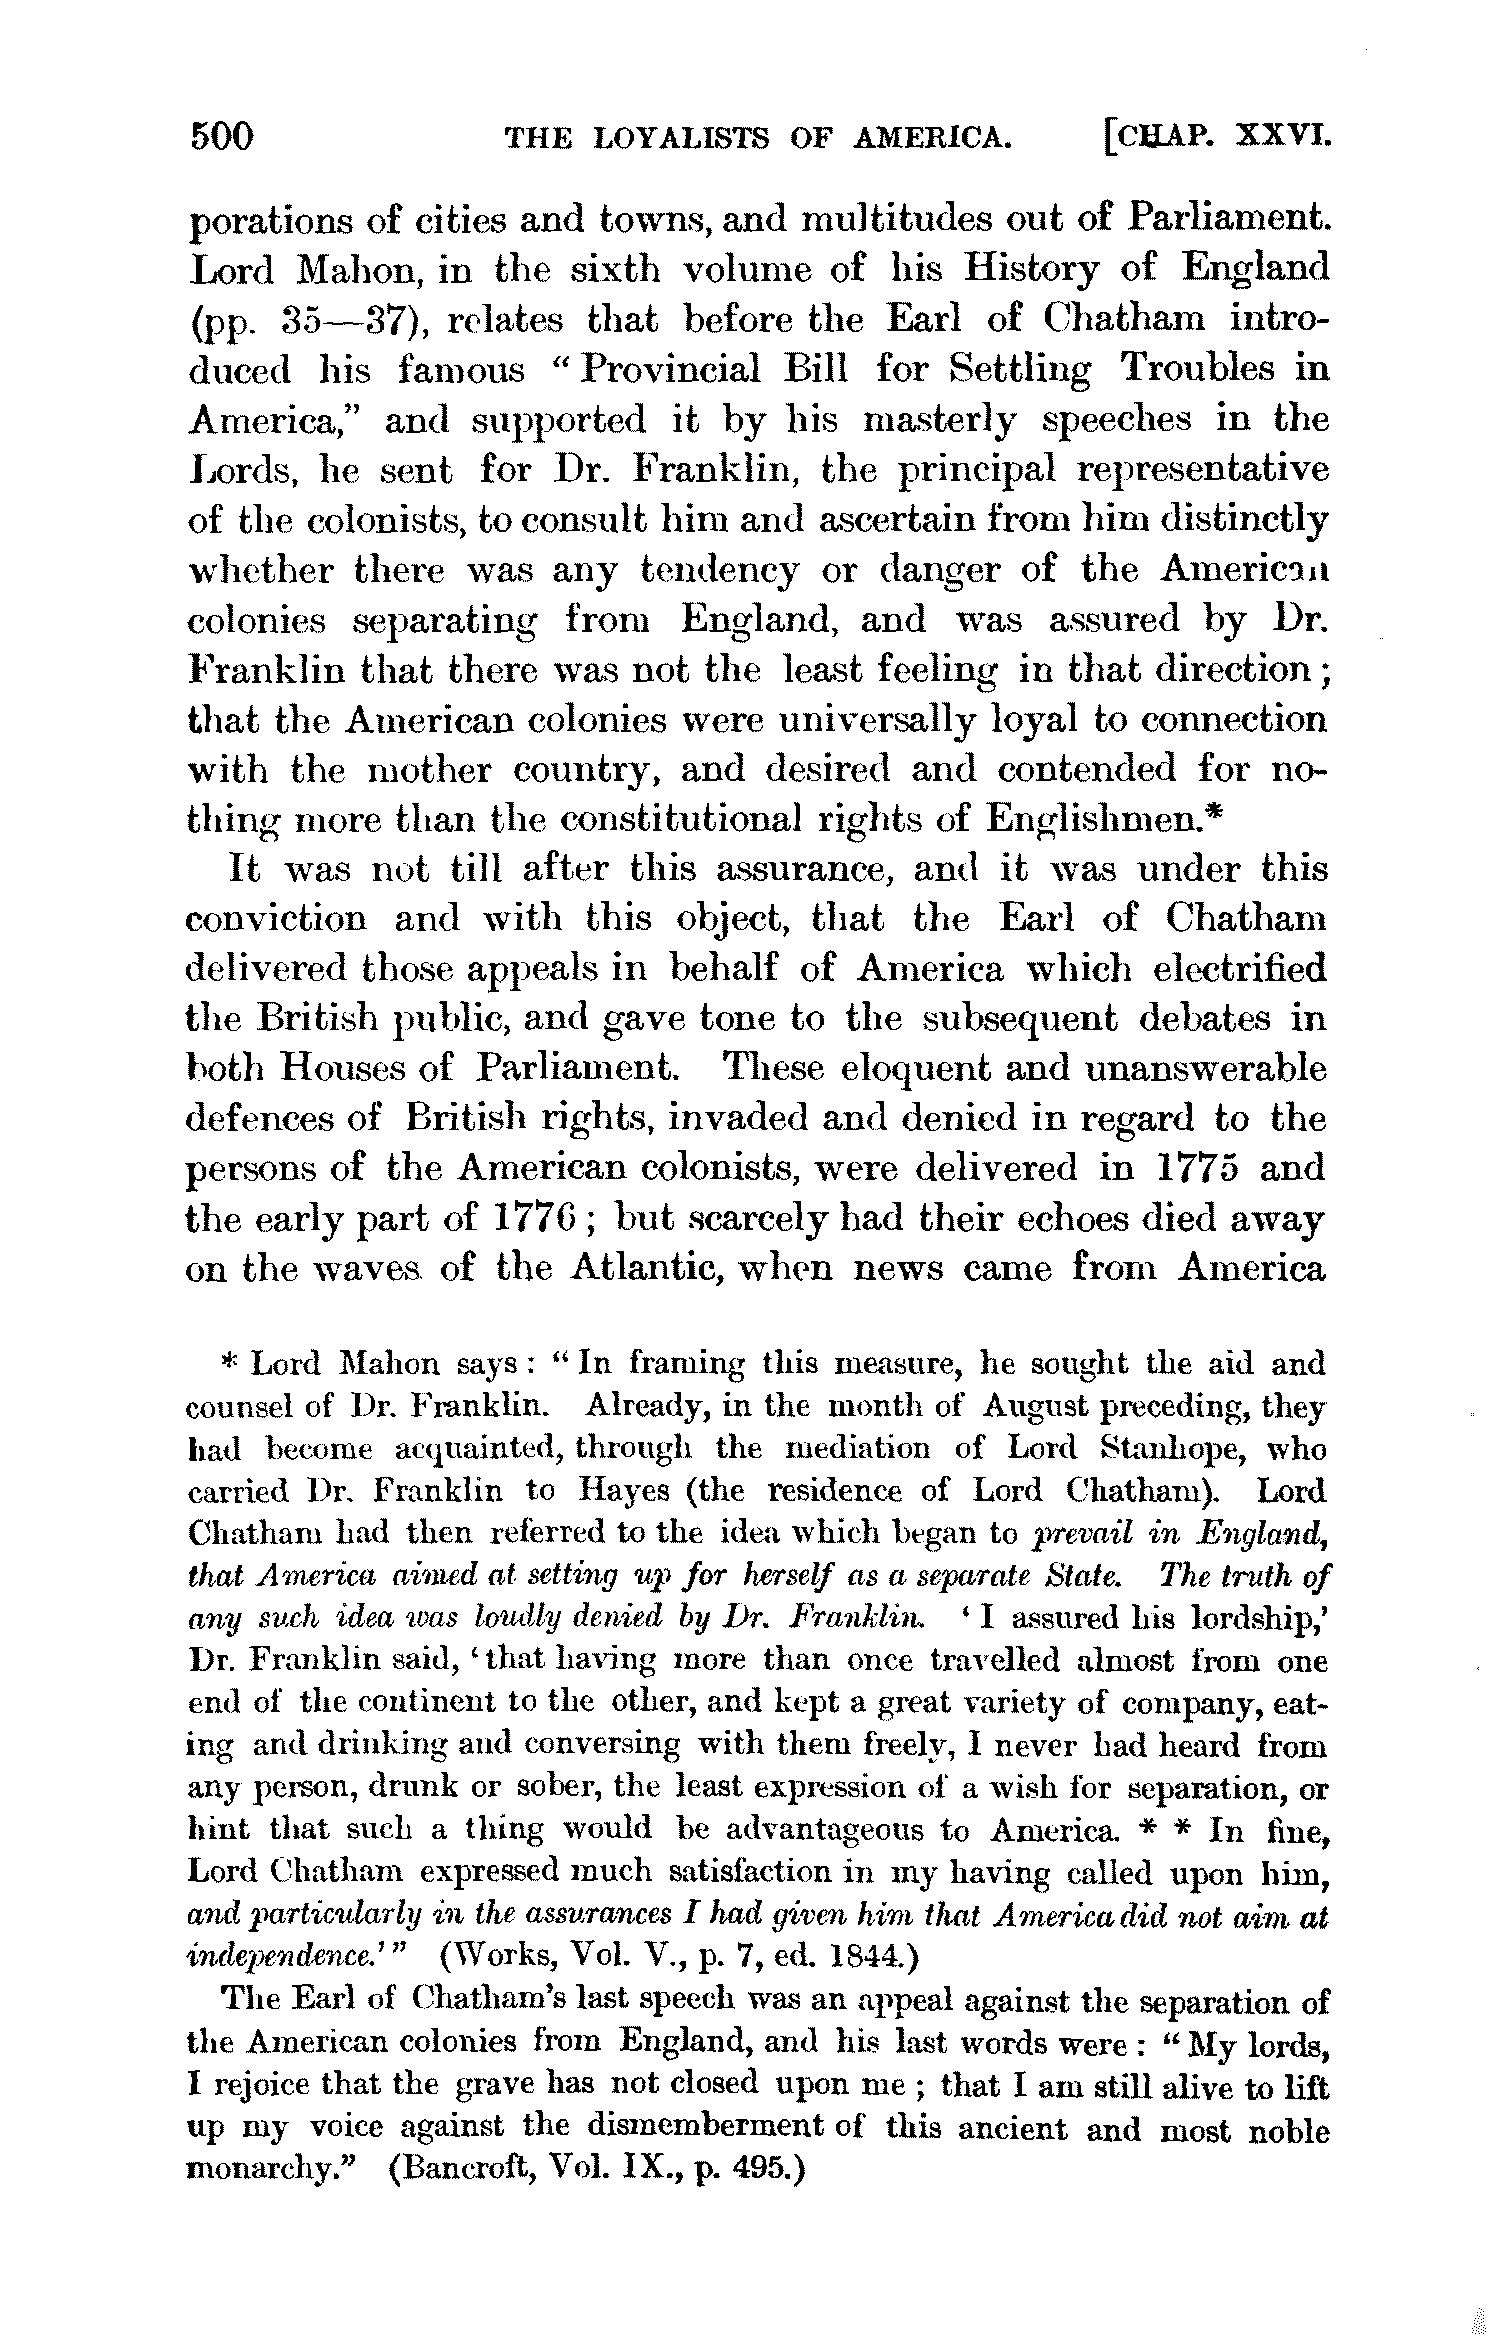 500 THE LOYALISTS OF AMERICA. [CHAP. XXVI.
porations of cities and towns, and multitudes out of Parliament.
Lord Mahon, in the sixth volume of his History of England
(pp. 35—37), relates that before the Earl of Chatham intro-
duced his famous “Provincial Bill for Settling Troubles in
America,” and supported it by his masterly speeches in the
Lords, he sent for Dr. Franklin, the principal representative
of the colonists, to consult him and ascertain from him distinctly
whether there was any tendency or danger of the American
colonies separating from England, and was assured by Dr.
Franklin that there was not the least feeling in that direction;
that the American colonies were universally loyal to connection
with the mother country, and desired and contended for no-
thing more than the constitutional rights of Englishmen.*
It was not till after this assurance, and it was under this
conviction and with this object, that the Earl of Chatham
delivered those appeals in behalf of America which electrified
the British public, and gave tone to the subsequent debates in
both Houses of Parliament. These eloquent and unanswerable
defences of British rights, invaded and denied in regard to the
persons of the American colonists, were delivered in 1775 and
the early part of 1776; but scarcely had their echoes died away
on the waves of the Atlantic, when news came from America
* Lord Mahon says: “In framing this measure, he sought the aid and
counsel of Dr. Franklin. Already, in the month of August preceding, they
had become acquainted, through the mediation of Lord Stanhope, who
carried Dr. Franklin to Hayes (the residence of Lord Chatham). Lord
Chatham had then referred to the idea which began to prevail in England,
that America aimed at setting up for herself as a separate State. The truth of
any such idea was loudly denied by Dr. Franklin. ‘I assured his lordship,’
Dr. Franklin said, ‘that having more than once travelled almost from one
end of the continent to the other, and kept a great variety of company, eat-
ing and drinking and conversing with them freely, I never had heard from
any person, drunk or sober, the least expression of a wish for separation, or
hint that such a thing would be advantageous to America. * * In fine,
Lord Chatham expressed much satisfaction in my having called upon him,
and particularly in the assurances I had given him that America did not aim at
independence.’” (Works, Vol. V., p. 7, ed. 1844.)
The Earl of Chatham’s last speech was an appeal against the separation of
the American colonies from England, and his last words were: “My lords,
I rejoice that the grave has not closed upon me; that I am still alive to lift
up my voice against the dismemberment of this ancient and most noble
monarchy.” (Bancroft, Vol. IX., p. 495.)